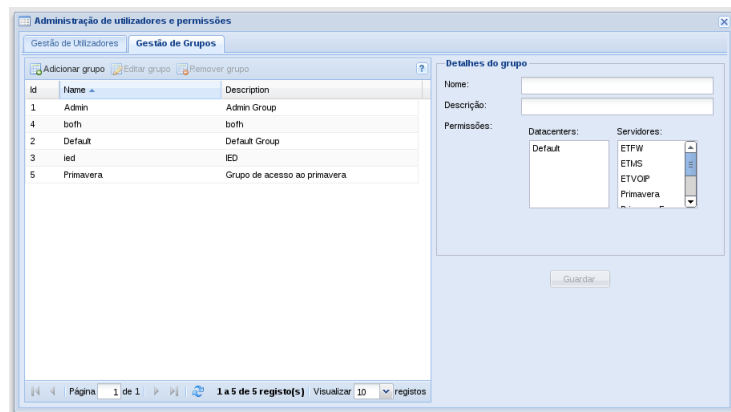 Administração de utilizadores e permissões
Gestão de Utilizadores Gestão de Grupos
Adicionar grupo Editar grupo Remover grupo ?
Id Name Description
1 Admin Admin Group
4 bofh bofh
2 Default Default Group
3 ied IED
5 Primavera Grupo de acesso ao primavera
Página 1 de 1 1 a 5 de 5 registo(s) Visualizar 10 registos
Detalhes do grupo
Nome:
Descrição:
Permissões:
Datacenters: Servidores:
Default ETFW
ETMS
ETVOIP
Primavera
Guardar